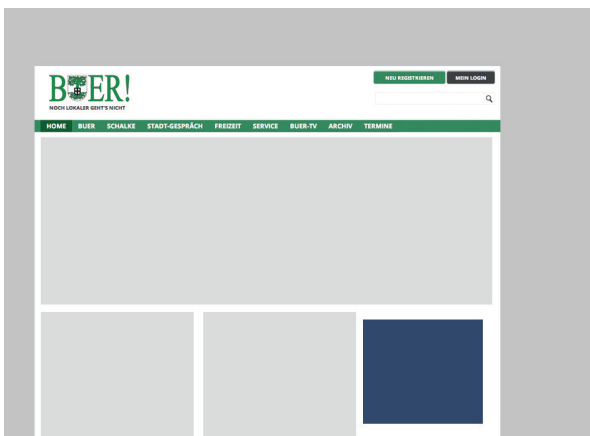 BUER!
NOCH LOKALER GEHT'S NICHT
NEU REGISTRIEREN MEIN LOGIN
HOME BUER SCHALKE STADT-GESPRÄCH FREIZEIT SERVICE BUER-TV ARCHIV TERMINE